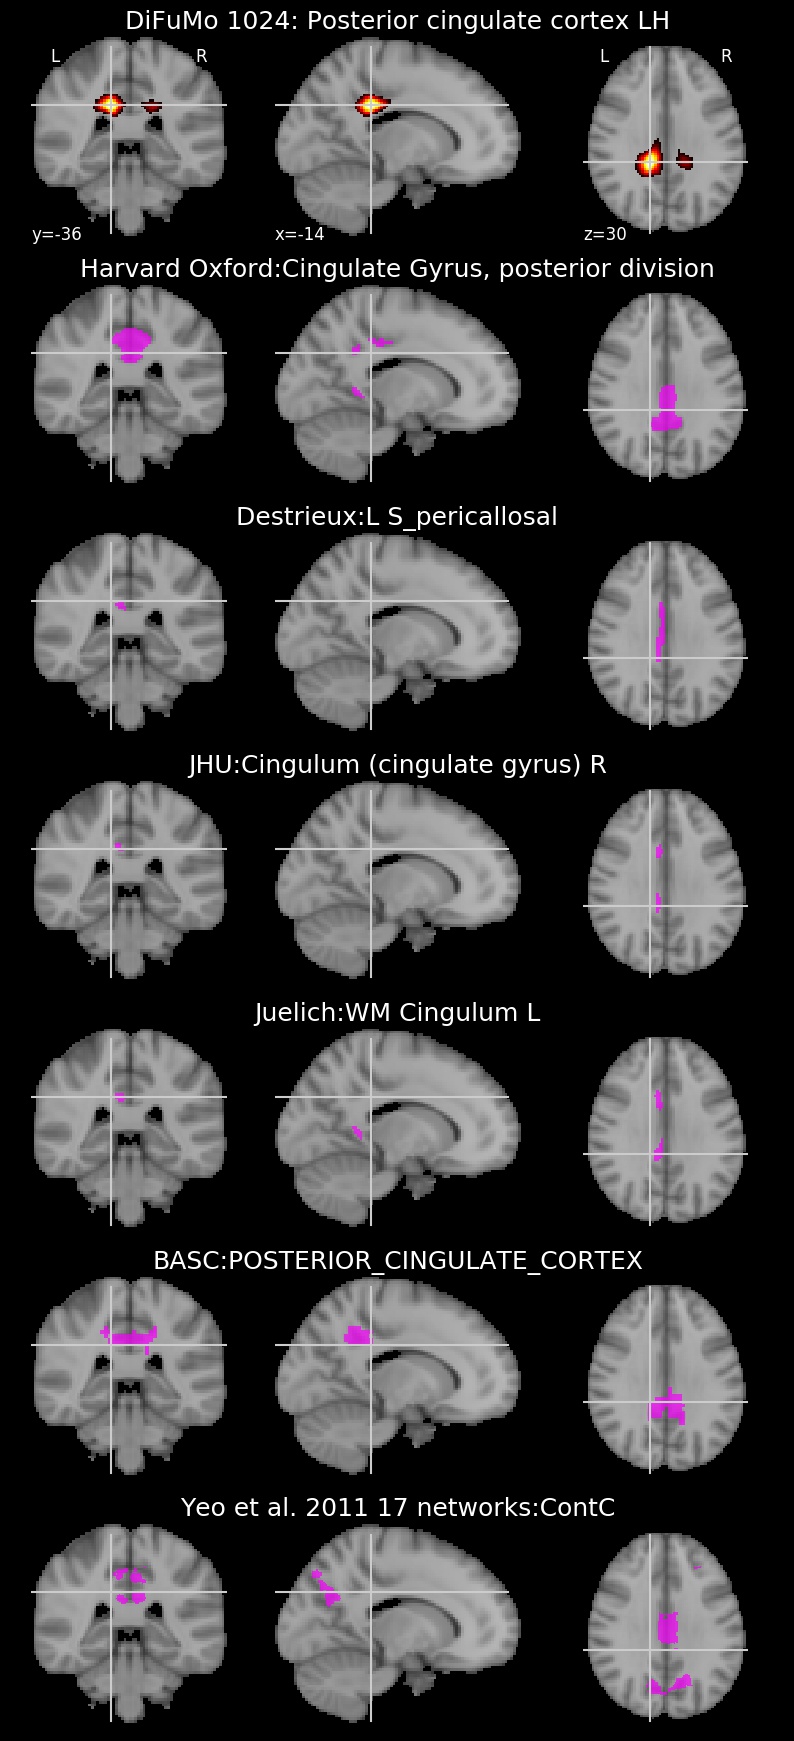 DiFuMo 1024: Posterior cingulate cortex LH
L R L R
y=-36 x=-14 z=30
Harvard Oxford:Cingulate Gyrus, posterior division
Destrieux:L S_pericallosal
JHU:Cingulum (cingulate gyrus) R
Juelich:WM Cingulum L
BASC:POSTERIOR_CINGULATE_CORTEX
Yeo et al. 2011 17 networks:ContC